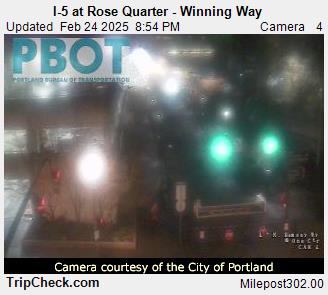 I-5 at Rose Quarter - Winning Way
Updated Feb 24 2025 8:54 PM Camera 4
PBOT
PORTLAND BUREAU OF TRANSPORTATION
Camera courtesy of the City of Portland
TripCheck.com Milepost302.00